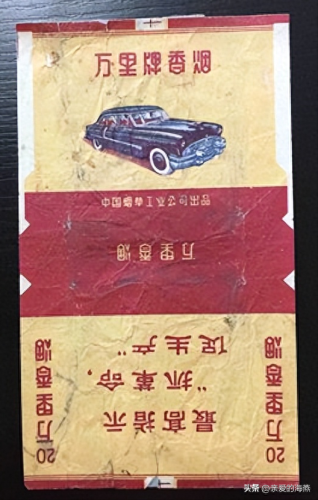 万里牌香烟
中国烟草工业公司出品
万里香烟
最高指示
“抓革命，
促生产”
20 万里香烟
20 万里香烟
头条 @亲爱的海燕